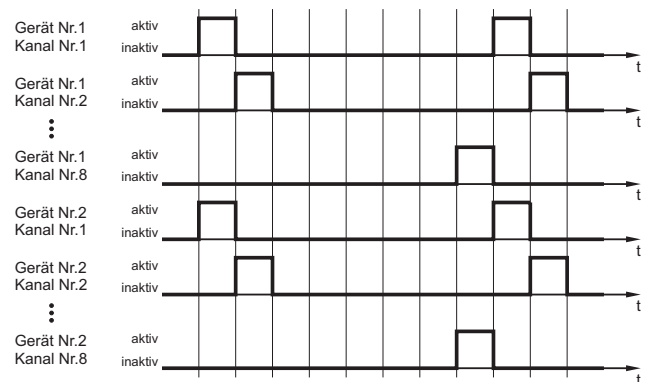 Gerät Nr.1 aktiv
Kanal Nr.1 inaktiv
t
Gerät Nr.1 aktiv
Kanal Nr.2 inaktiv
t
Gerät Nr.1 aktiv
Kanal Nr.8 inaktiv
t
Gerät Nr.2 aktiv
Kanal Nr.1 inaktiv
t
Gerät Nr.2 aktiv
Kanal Nr.2 inaktiv
t
Gerät Nr.2 aktiv
Kanal Nr.8 inaktiv
t